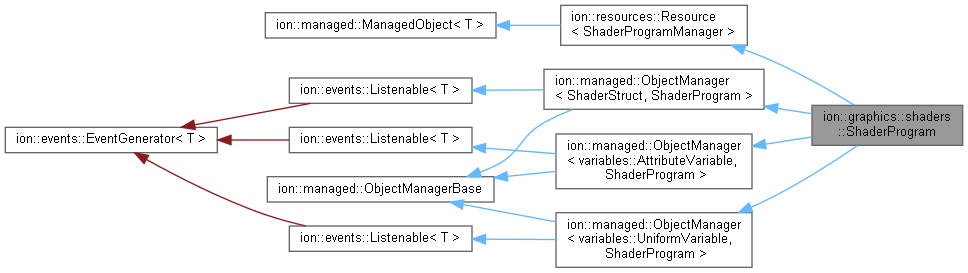 ion::managed::ManagedObject< T >
ion::resources::Resource
< ShaderProgramManager >
ion::events::Listenable< T >
ion::managed::ObjectManager
< ShaderStruct, ShaderProgram >
ion::graphics::shaders
::ShaderProgram
ion::events::EventGenerator< T >
ion::events::Listenable< T >
ion::managed::ObjectManager
< variables::AttributeVariable,
ShaderProgram >
ion::managed::ObjectManagerBase
ion::events::Listenable< T >
ion::managed::ObjectManager
< variables::UniformVariable,
ShaderProgram >